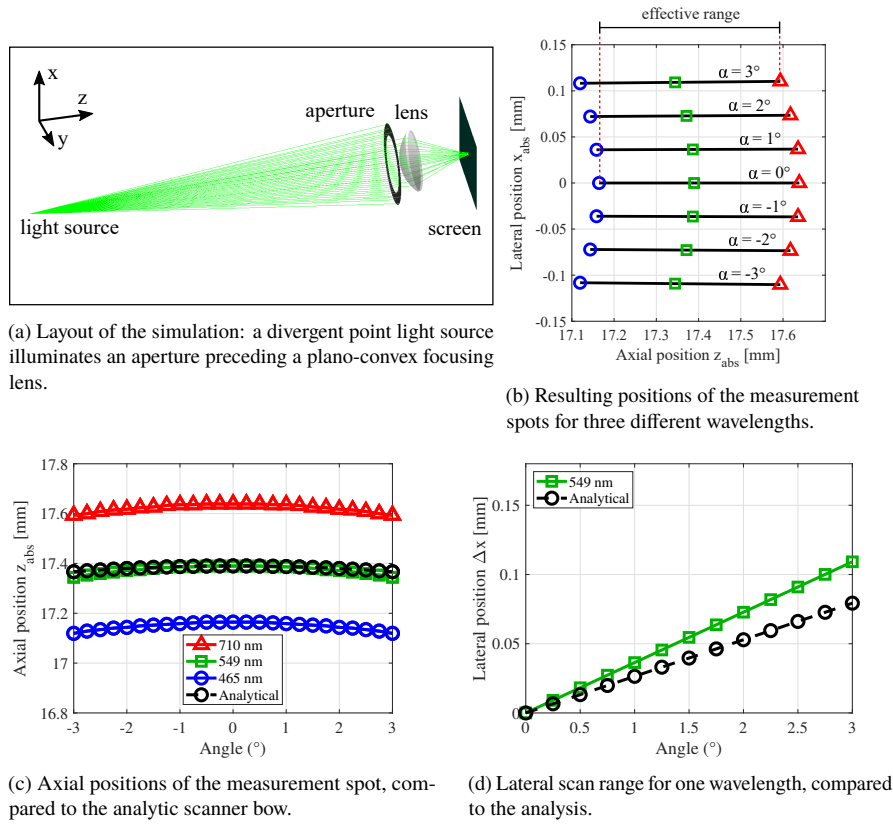 x
z
y
aperture
lens
light source
screen
(a) Layout of the simulation: a divergent point light source
illuminates an aperture preceding a plano-convex focusing
lens.
effective range
0.15
0.1
0.05
0
-0.05
-0.1
-0.15
Lateral position x_abs [mm]
α = 3°
α = 2°
α = 1°
α = 0°
α = -1°
α = -2°
α = -3°
17.1 17.2 17.3 17.4 17.5 17.6
Axial position z_abs [mm]
(b) Resulting positions of the measurement
spots for three different wavelengths.
17.8
17.6
17.4
17.2
17
16.8
Axial position z_abs [mm]
710 nm
549 nm
465 nm
Analytical
-3 -2 -1 0 1 2 3
Angle (°)
(c) Axial positions of the measurement spot, com-
pared to the analytic scanner bow.
0.15
0.1
0.05
0
Lateral position Δx [mm]
549 nm
Analytical
0 0.5 1 1.5 2 2.5 3
Angle (°)
(d) Lateral scan range for one wavelength, compared
to the analysis.